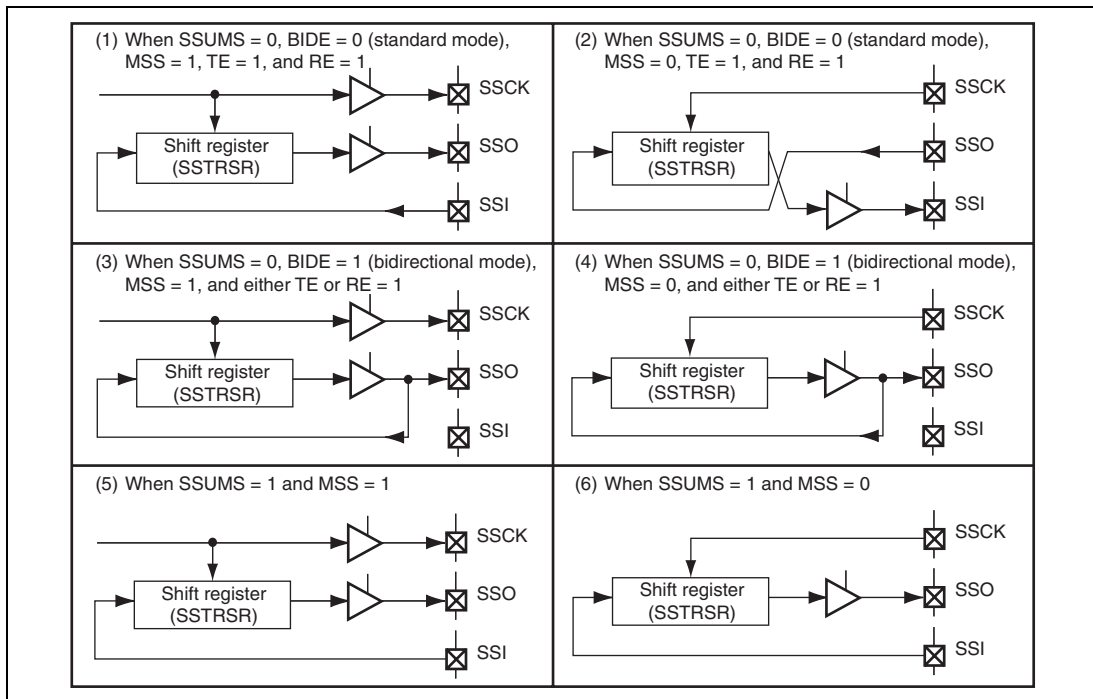 (1) When SSUMS = 0, BIDE = 0 (standard mode),
MSS = 1, TE = 1, and RE = 1
SSCK
Shift register
(SSTRSR)
SSO
SSI
(2) When SSUMS = 0, BIDE = 0 (standard mode),
MSS = 0, TE = 1, and RE = 1
SSCK
Shift register
(SSTRSR)
SSO
SSI
(3) When SSUMS = 0, BIDE = 1 (bidirectional mode),
MSS = 1, and either TE or RE = 1
SSCK
Shift register
(SSTRSR)
SSO
SSI
(4) When SSUMS = 0, BIDE = 1 (bidirectional mode),
MSS = 0, and either TE or RE = 1
SSCK
Shift register
(SSTRSR)
SSO
SSI
(5) When SSUMS = 1 and MSS = 1
SSCK
Shift register
(SSTRSR)
SSO
SSI
(6) When SSUMS = 1 and MSS = 0
SSCK
Shift register
(SSTRSR)
SSO
SSI